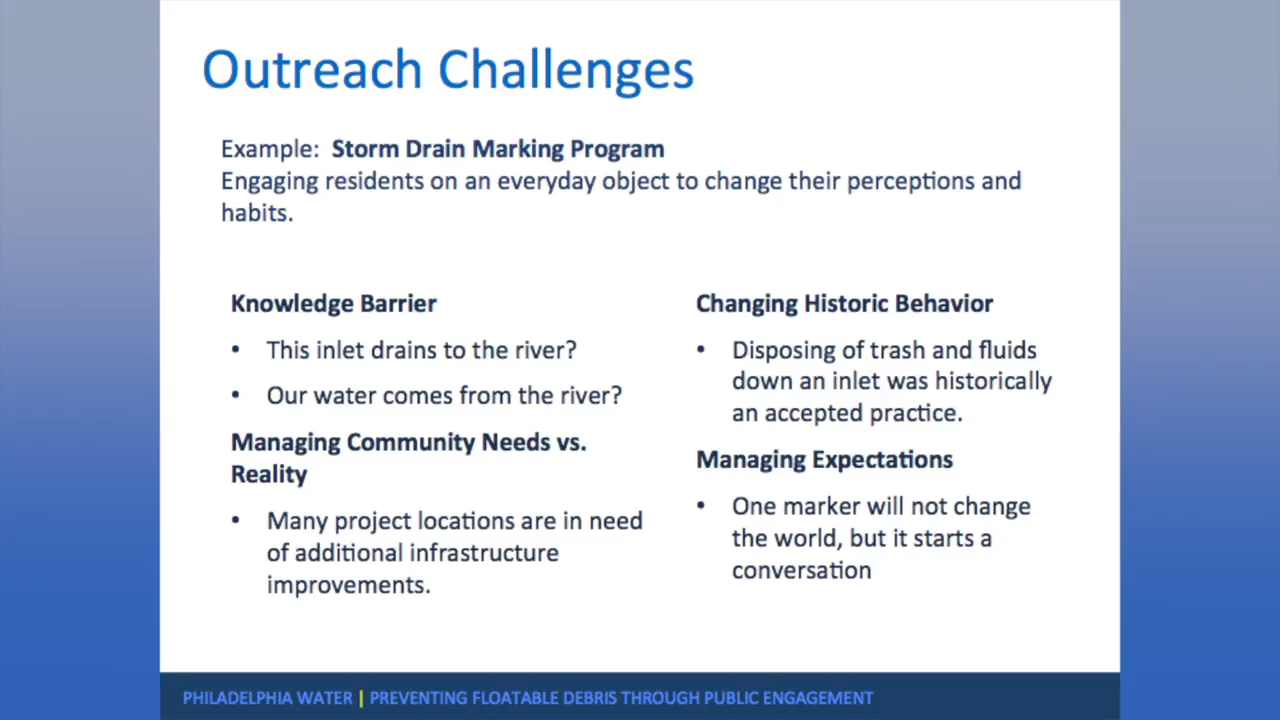 Outreach Challenges
Example: Storm Drain Marking Program
Engaging residents on an everyday object to change their perceptions and
habits.
Knowledge Barrier
• This inlet drains to the river?
• Our water comes from the river?
Managing Community Needs vs.
Reality
• Many project locations are in need
of additional infrastructure
improvements.
Changing Historic Behavior
• Disposing of trash and fluids
down an inlet was historically
an accepted practice.
Managing Expectations
• One marker will not change
the world, but it starts a
conversation
PHILADELPHIA WATER | PREVENTING FLOATABLE DEBRIS THROUGH PUBLIC ENGAGEMENT